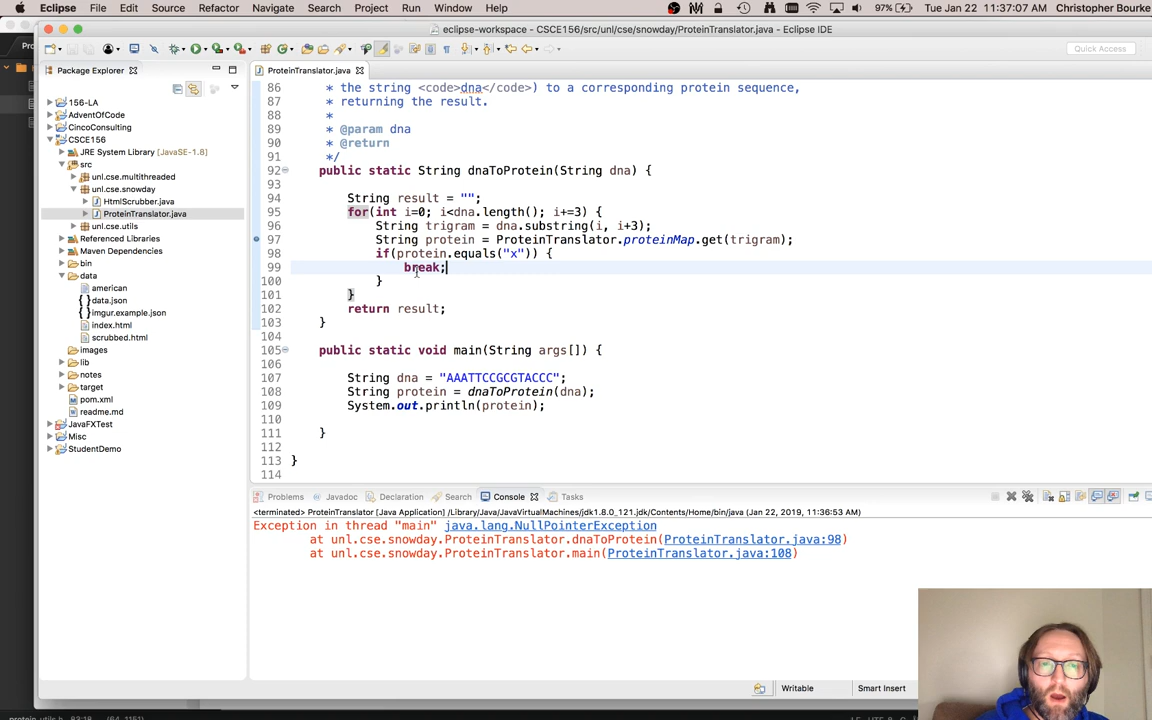 Eclipse File Edit Source Refactor Navigate Search Project Run Window Help 97% Tue Jan 22 11:37:07 AM Christopher Bourke
eclipse-workspace - CSCE156/src/unl/cse/snowday/ProteinTranslator.java - Eclipse IDE
Quick Access
Package Explorer
156-LA
AdventOfCode
CincoConsulting
CSCE156
JRE System Library [JavaSE-1.8]
src
unl.cse.multithreaded
unl.cse.snowday
HtmlScrubber.java
ProteinTranslator.java
unl.cse.utils
Referenced Libraries
Maven Dependencies
bin
data
american
data.json
imgur.example.json
index.html
scrubbed.html
images
lib
notes
target
pom.xml
readme.md
JavaFXTest
Misc
StudentDemo
ProteinTranslator.java
86 * the string <code>dna</code>) to a corresponding protein sequence,
87 * returning the result.
88 *
89 * @param dna
90 * @return
91 */
92 public static String dnaToProtein(String dna) {
93
94 String result = "";
95 for(int i=0; i<dna.length(); i+=3) {
96 String trigram = dna.substring(i, i+3);
97 String protein = ProteinTranslator.proteinMap.get(trigram);
98 if(protein.equals("x")) {
99 break;
100 }
101 }
102 return result;
103 }
104
105 public static void main(String args[]) {
106
107 String dna = "AAATTCCGCGTACCC";
108 String protein = dnaToProtein(dna);
109 System.out.println(protein);
110
111 }
112
113 }
114
Problems Javadoc Declaration Search Console Tasks
<terminated> ProteinTranslator [Java Application] /Library/Java/JavaVirtualMachines/jdk1.8.0_121.jdk/Contents/Home/bin/java (Jan 22, 2019, 11:36:53 AM)
Exception in thread "main" java.lang.NullPointerException
at unl.cse.snowday.ProteinTranslator.dnaToProtein(ProteinTranslator.java:98)
at unl.cse.snowday.ProteinTranslator.main(ProteinTranslator.java:108)
Writable Smart Insert